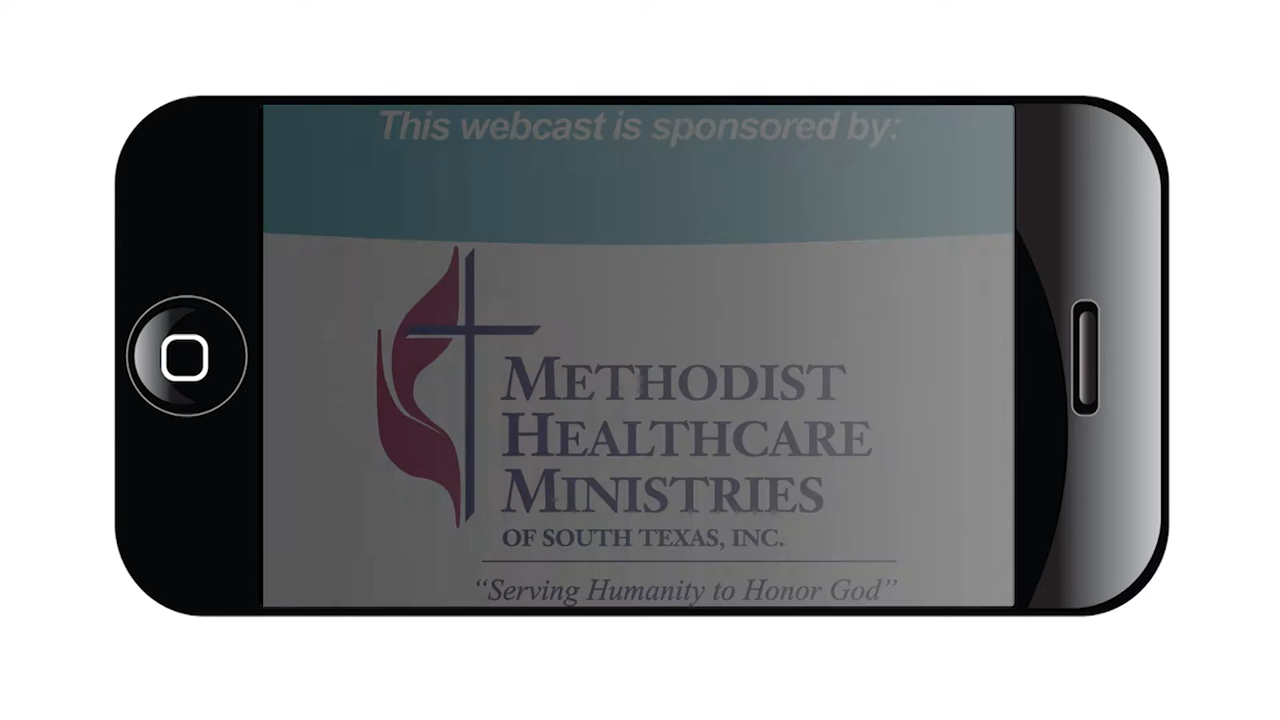 This webcast is sponsored by:
METHODIST
HEALTHCARE
MINISTRIES
OF SOUTH TEXAS, INC.
“Serving Humanity to Honor God”